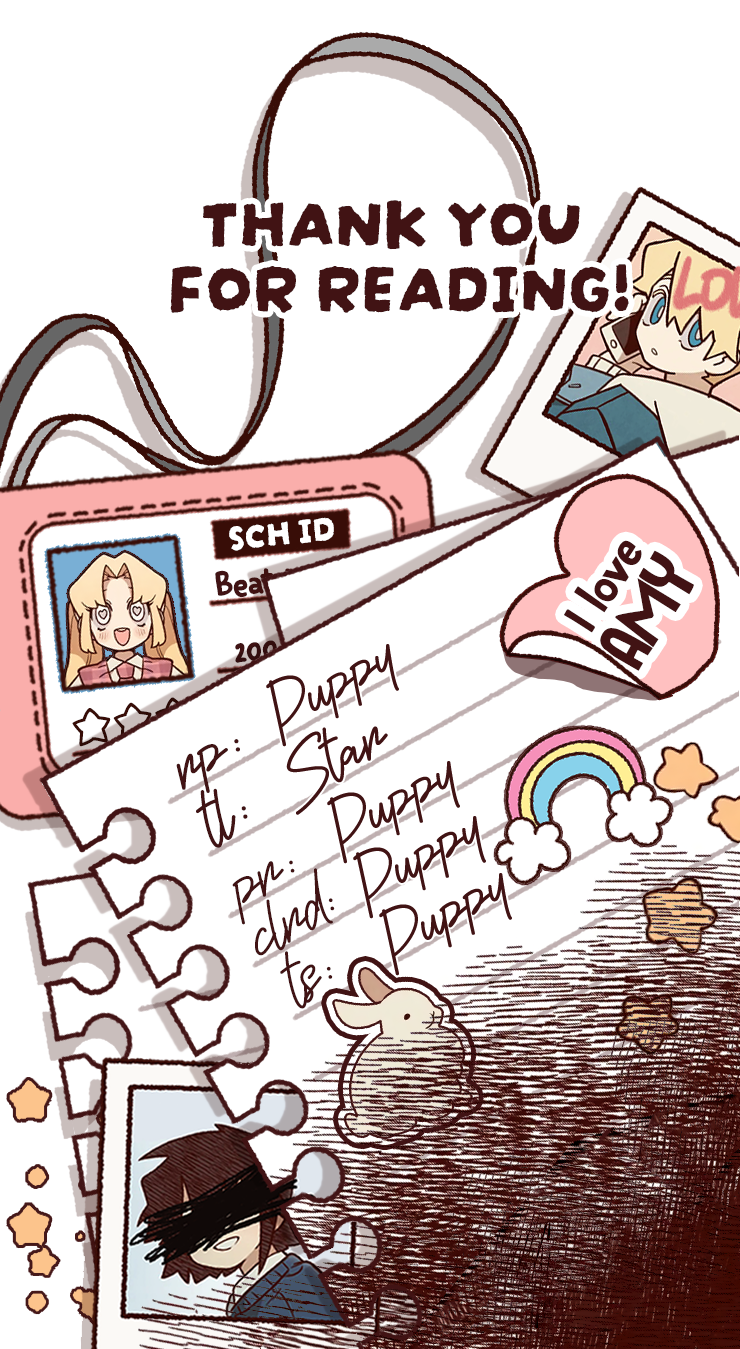 THANK YOU
FOR READING!
LO
SCH ID
Bea
200
I love
AMY
rp: Puppy
tl: Star
pr: Puppy
clrd: Puppy
ts: Puppy